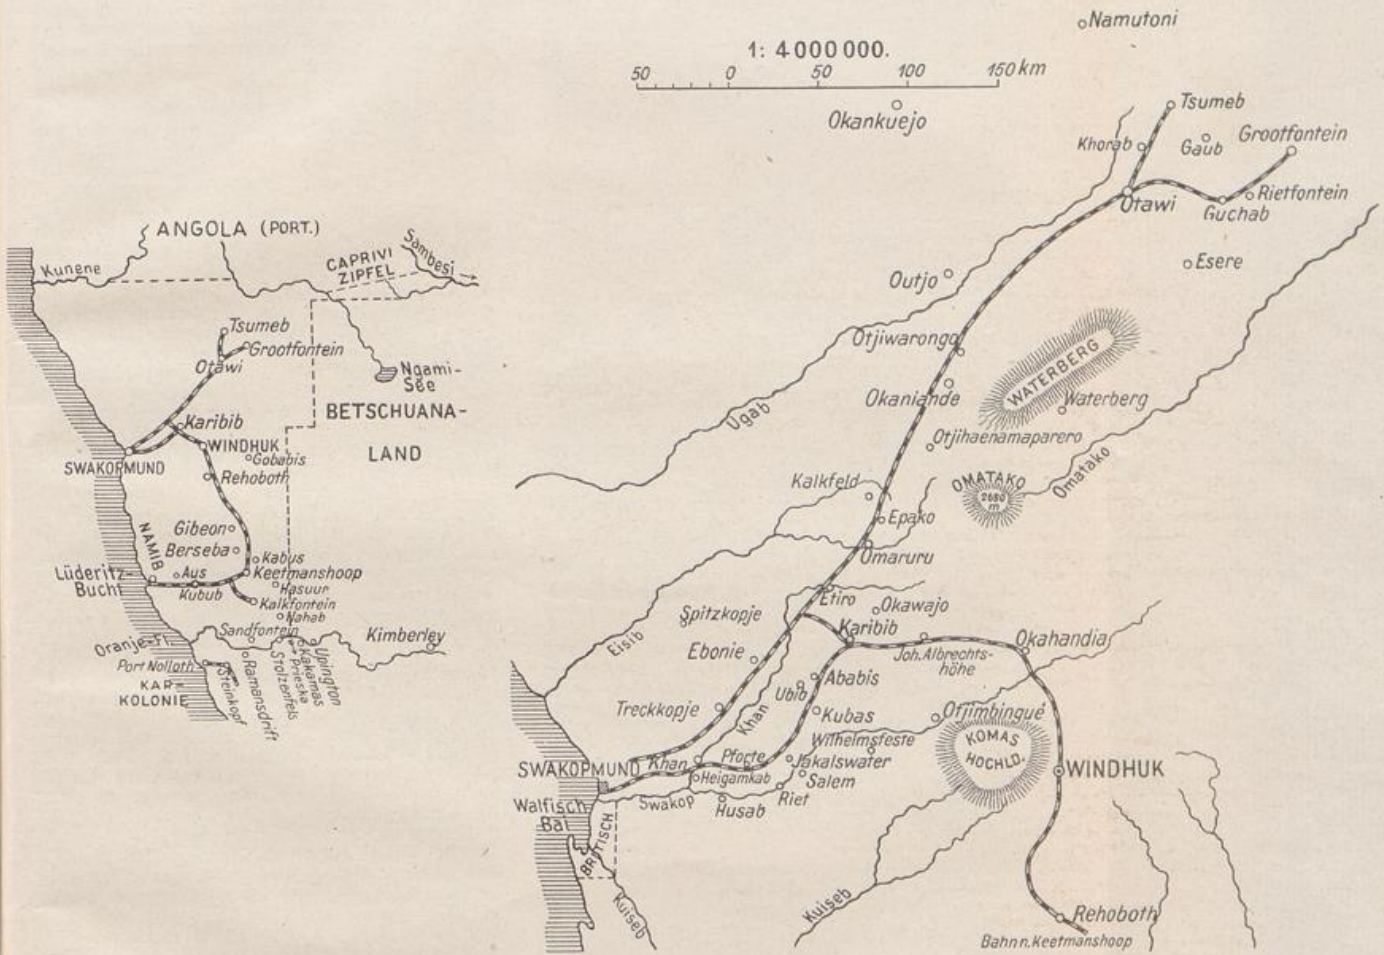 Namutoni
1: 4 000 000.
50 0 50 100 150 km
Okankuejo
Tsumeb
Khorab
Gaub
Grootfontein
Otawi
Guchab
Rietfontein
Esere
Outjo
Otjiwarongo
WATERBERG
Okaniande
Waterberg
Ugab
Otjihaenamaparero
Omatako
Kalkfeld
OMATAKO
2680
m
Epako
Omaruru
Etiro
Okawajo
Spitzkopje
Eisib
Karibib
Okahandia
Ebonie
Joh. Albrechts-
höhe
Ababis
Ubib
Treckkopje
Khan
Kubas
Otjimbingué
Wilhelmsfeste
KOMAS
HOCHLD.
SWAKOPMUND
Khan
Pforte
Jakalswater
Heigamkab
Salem
WINDHUK
Walfisch
Bai
Swakop
Husab
Riet
BRITISCH
Kuiseb
Kuiseb
Rehoboth
Bahn n. Keetmanshoop
ANGOLA (PORT.)
Kunene
CAPRIVI
ZIPFEL
Sambesi
Tsumeb
Grootfontein
Otawi
Ngami-
See
BETSCHUANA-
LAND
Karibib
WINDHUK
Gobabis
SWAKOPMUND
Rehoboth
NAMIB
Gibeon
Berseba
Kabus
Lüderitz-
Bucht
Aus
Keetmanshoop
Kubub
Hasuur
Kalkfontein
Nahab
Sandfontein
Oranje-Fl.
Kimberley
Port Nolloth
Steinkopf
Ramansdrift
Stolzenfels
Prieska
Kakamas
Upington
KAP-
KOLONIE